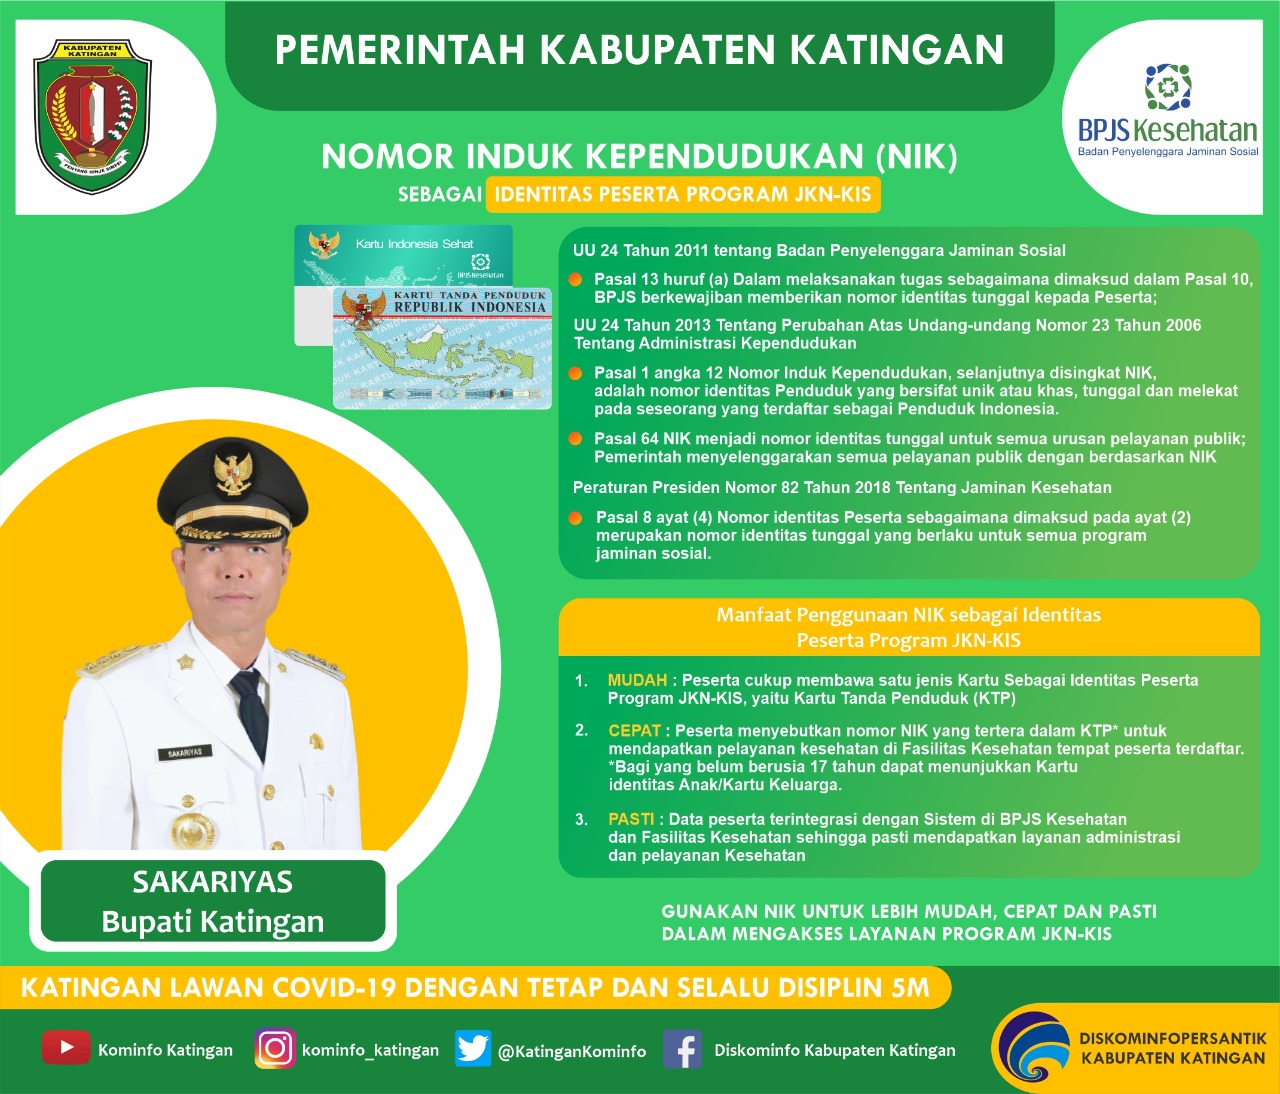 PEMERINTAH KABUPATEN KATINGAN
KABUPATEN
KATINGAN
PENYANG HINJE SIMPEI
BPJS Kesehatan
Badan Penyelenggara Jaminan Sosial
NOMOR INDUK KEPENDUDUKAN (NIK)
SEBAGAI IDENTITAS PESERTA PROGRAM JKN-KIS
Kartu Indonesia Sehat
BPJS Kesehatan
KARTU TANDA PENDUDUK
REPUBLIK INDONESIA
UU 24 Tahun 2011 tentang Badan Penyelenggara Jaminan Sosial
Pasal 13 huruf (a) Dalam melaksanakan tugas sebagaimana dimaksud dalam Pasal 10,
BPJS berkewajiban memberikan nomor identitas tunggal kepada Peserta;
UU 24 Tahun 2013 Tentang Perubahan Atas Undang-undang Nomor 23 Tahun 2006
Tentang Administrasi Kependudukan
Pasal 1 angka 12 Nomor Induk Kependudukan, selanjutnya disingkat NIK,
adalah nomor identitas Penduduk yang bersifat unik atau khas, tunggal dan melekat
pada seseorang yang terdaftar sebagai Penduduk Indonesia.
Pasal 64 NIK menjadi nomor identitas tunggal untuk semua urusan pelayanan publik;
Pemerintah menyelenggarakan semua pelayanan publik dengan berdasarkan NIK
Peraturan Presiden Nomor 82 Tahun 2018 Tentang Jaminan Kesehatan
Pasal 8 ayat (4) Nomor identitas Peserta sebagaimana dimaksud pada ayat (2)
merupakan nomor identitas tunggal yang berlaku untuk semua program
jaminan sosial.
Manfaat Penggunaan NIK sebagai Identitas
Peserta Program JKN-KIS
1. MUDAH : Peserta cukup membawa satu jenis Kartu Sebagai Identitas Peserta
Program JKN-KIS, yaitu Kartu Tanda Penduduk (KTP)
2. CEPAT : Peserta menyebutkan nomor NIK yang tertera dalam KTP* untuk
mendapatkan pelayanan kesehatan di Fasilitas Kesehatan tempat peserta terdaftar.
*Bagi yang belum berusia 17 tahun dapat menunjukkan Kartu
identitas Anak/Kartu Keluarga.
3. PASTI : Data peserta terintegrasi dengan Sistem di BPJS Kesehatan
dan Fasilitas Kesehatan sehingga pasti mendapatkan layanan administrasi
dan pelayanan Kesehatan
SAKARIYAS
SAKARIYAS
Bupati Katingan
GUNAKAN NIK UNTUK LEBIH MUDAH, CEPAT DAN PASTI
DALAM MENGAKSES LAYANAN PROGRAM JKN-KIS
KATINGAN LAWAN COVID-19 DENGAN TETAP DAN SELALU DISIPLIN 5M
Kominfo Katingan
kominfo_katingan
@KatinganKominfo
Diskominfo Kabupaten Katingan
DISKOMINFOPERSANTIK
KABUPATEN KATINGAN